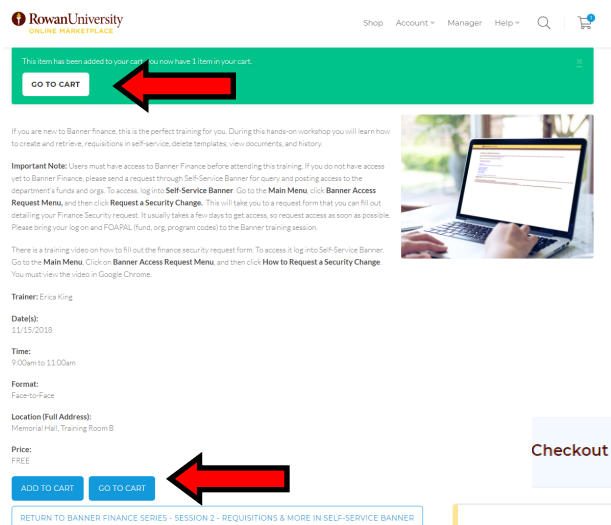 RowanUniversity
ONLINE MARKETPLACE
Shop Account Manager Help
This item has been added to your cart. You now have 1 item in your cart.
GO TO CART
If you are new to Banner finance, this is the perfect training for you. During this hands-on workshop you will learn how
to create and retrieve, requisitions in self-service, delete templates, view documents, and history.
Important Note: Users must have access to Banner Finance before attending this training. If you do not have access
yet to Banner Finance, please send a request through Self-Service Banner for query and posting access to the
department's funds and orgs. To access, log into Self-Service Banner. Go to the Main Menu, click Banner Access
Request Menu, and then click Request a Security Change. This will take you to a request form that you can fill out
detailing your Finance Security request. It usually takes a few days to get access, so request access as soon as possible.
Please bring your log on and FOAPAL (fund, org, program codes) to the Banner training session.
There is a training video on how to fill out the finance security request form. To access it log into Self-Service Banner.
Go to the Main Menu. Click on Banner Access Request Menu, and then click How to Request a Security Change.
You must view the video in Google Chrome.
Trainer: Erica King
Date(s):
11/15/2018
Time:
9:00am to 11:00am
Format:
Face-to-Face
Location (Full Address):
Memorial Hall, Training Room B
Price:
FREE
Checkout
ADD TO CART GO TO CART
RETURN TO BANNER FINANCE SERIES - SESSION 2 - REQUISITIONS & MORE IN SELF-SERVICE BANNER